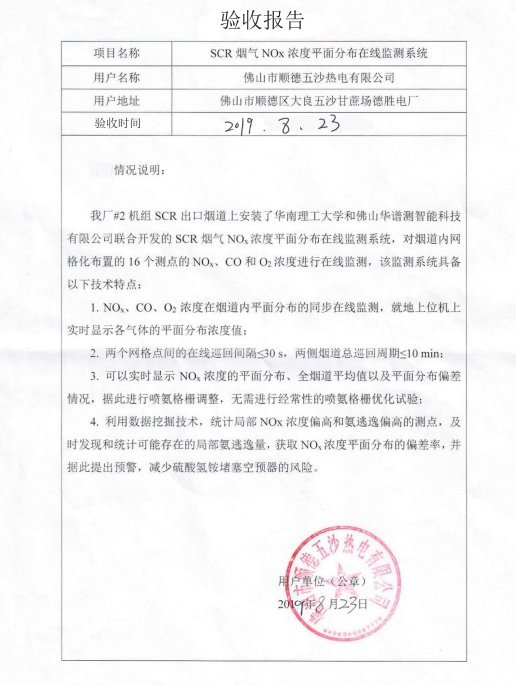 验收报告
项目名称 SCR 烟气 NOx 浓度平面分布在线监测系统
用户名称 佛山市顺德五沙热电有限公司
用户地址 佛山市顺德区大良五沙甘蔗场德胜电厂
验收时间 2019.8、23
情况说明：
我厂#2 机组 SCR 出口烟道上安装了华南理工大学和佛山华谱测智能科技
有限公司联合开发的 SCR 烟气 NOx 浓度平面分布在线监测系统，对烟道内网
格化布置的 16 个测点的 NOx、CO 和 O2 浓度进行在线监测，该监测系统具备
以下技术特点：
1. NOx、CO、O2 浓度在烟道内平面分布的同步在线监测，就地上位机上
实时显示各气体的平面分布浓度值；
2. 两个网格点间的在线巡回间隔≤30 s，两侧烟道总巡回周期≤10 min；
3. 可以实时显示 NOx 浓度的平面分布、全烟道平均值以及平面分布偏差
情况，据此进行喷氨格栅调整，无需进行经常性的喷氨格栅优化试验；
4. 利用数据挖掘技术，统计局部 NOx 浓度偏高和氨逃逸偏高的测点，及
时发现和统计可能存在的局部氨逃逸量，获取 NOx 浓度平面分布的偏差率，并
据此提出预警，减少硫酸氢铵堵塞空预器的风险。
佛山市顺德五沙热电有限公司
用户单位（公章）
2019年8月23日